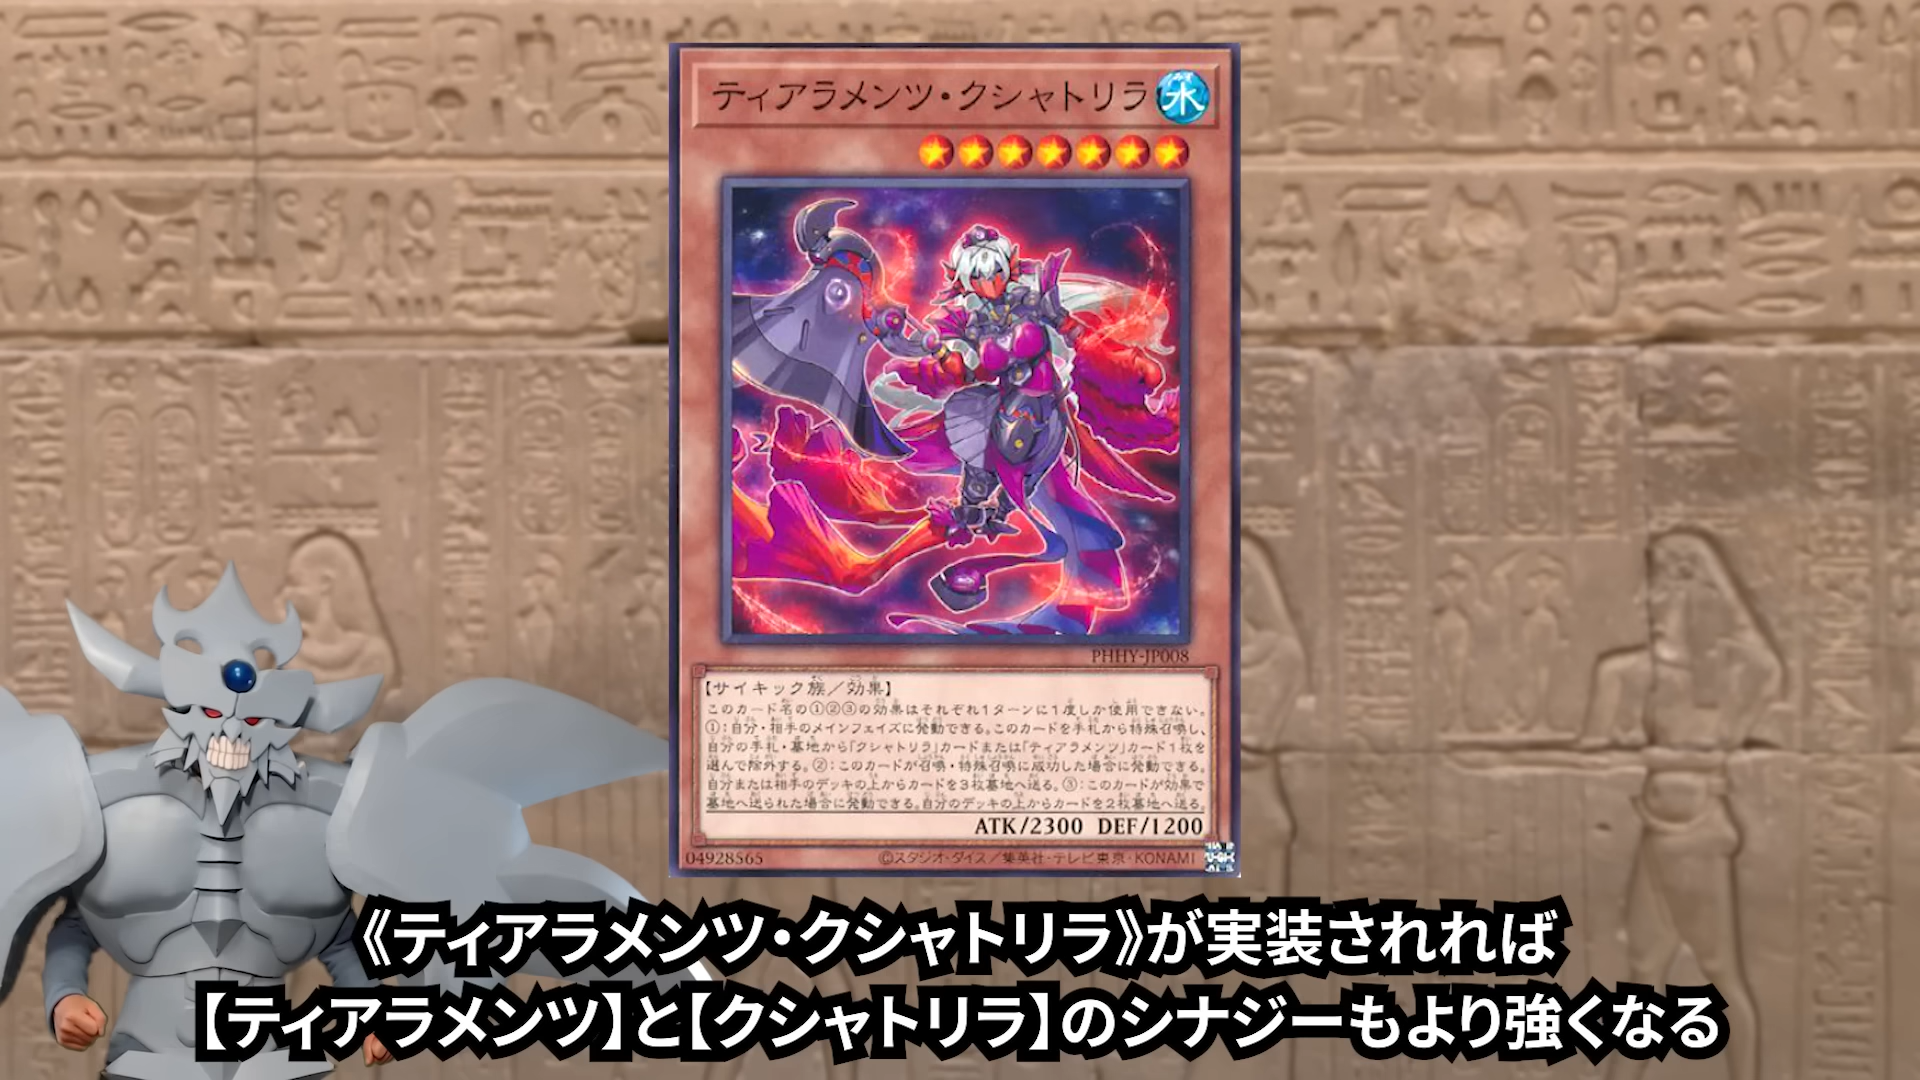 ティアラメンツ・クシャトリラ
水
PHHY-JP008
【サイキック族／効果】
このカード名の①②③の効果はそれぞれ1ターンに1度しか使用できない。
①：自分・相手のメインフェイズに発動できる。このカードを手札から特殊召喚し、
自分の手札・墓地から「クシャトリラ」カードまたは「ティアラメンツ」カード1枚を
選んで除外する。②：このカードが召喚・特殊召喚に成功した場合に発動できる。
自分または相手のデッキの上からカードを3枚墓地へ送る。③：このカードが効果で
墓地へ送られた場合に発動できる。自分のデッキの上からカードを2枚墓地へ送る。
ATK/2300 DEF/1200
04928565
©スタジオ・ダイス／集英社・テレビ東京・KONAMI
《ティアラメンツ・クシャトリラ》が実装されれば
【ティアラメンツ】と【クシャトリラ】のシナジーもより強くなる